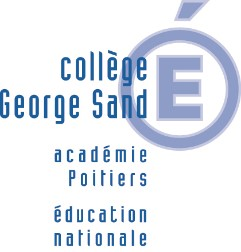 collège
George Sand
É
académie
Poitiers
éducation
nationale